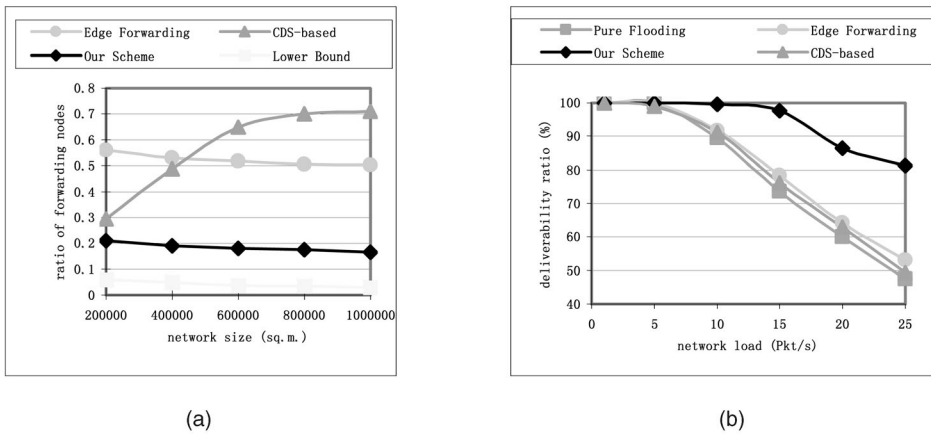 Edge Forwarding CDS-based
Our Scheme Lower Bound
ratio of forwarding nodes
0.8
0.7
0.6
0.5
0.4
0.3
0.2
0.1
0
200000 400000 600000 800000 1000000
network size (sq.m.)
(a)
Pure Flooding Edge Forwarding
Our Scheme CDS-based
deliverability ratio (%)
100
90
80
70
60
50
40
0 5 10 15 20 25
network load (Pkt/s)
(b)